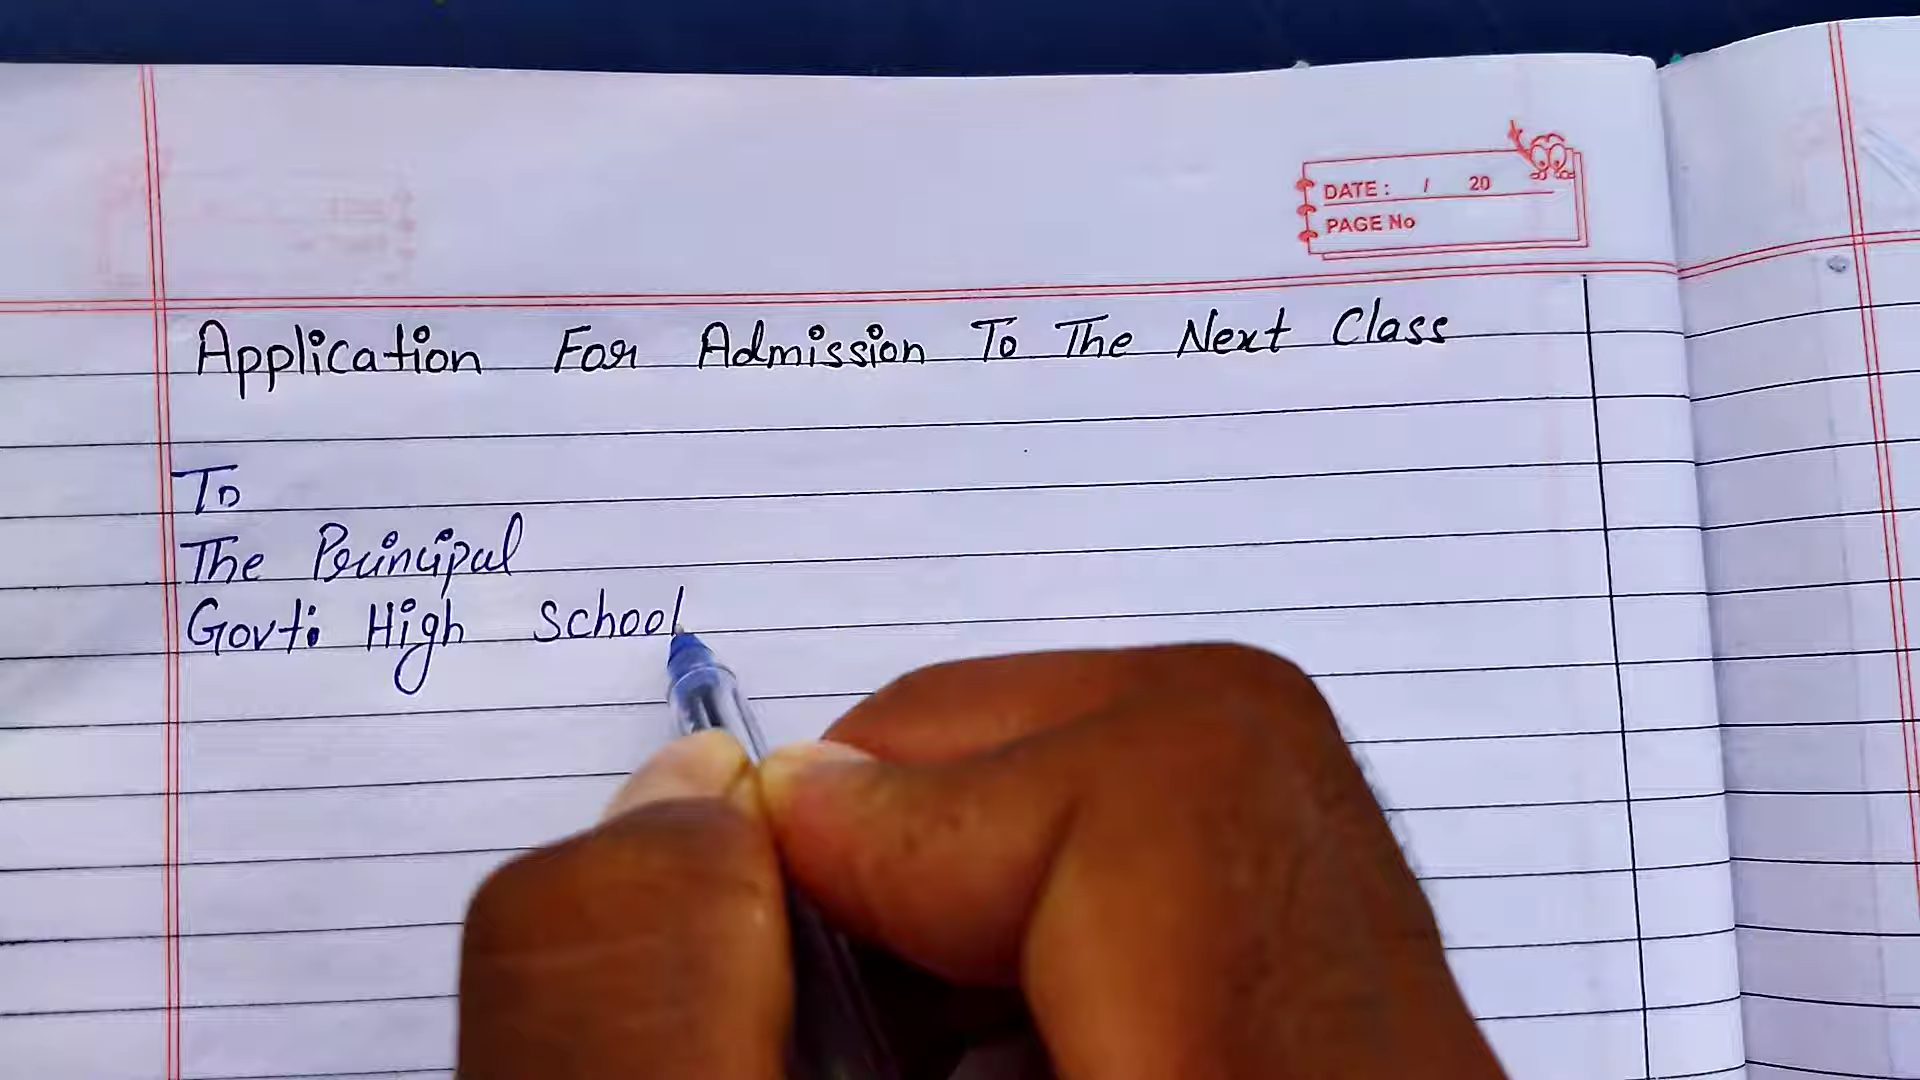 DATE: / 20
PAGE No
Application For Admission To The Next Class
To
The Principal
Govt. High School